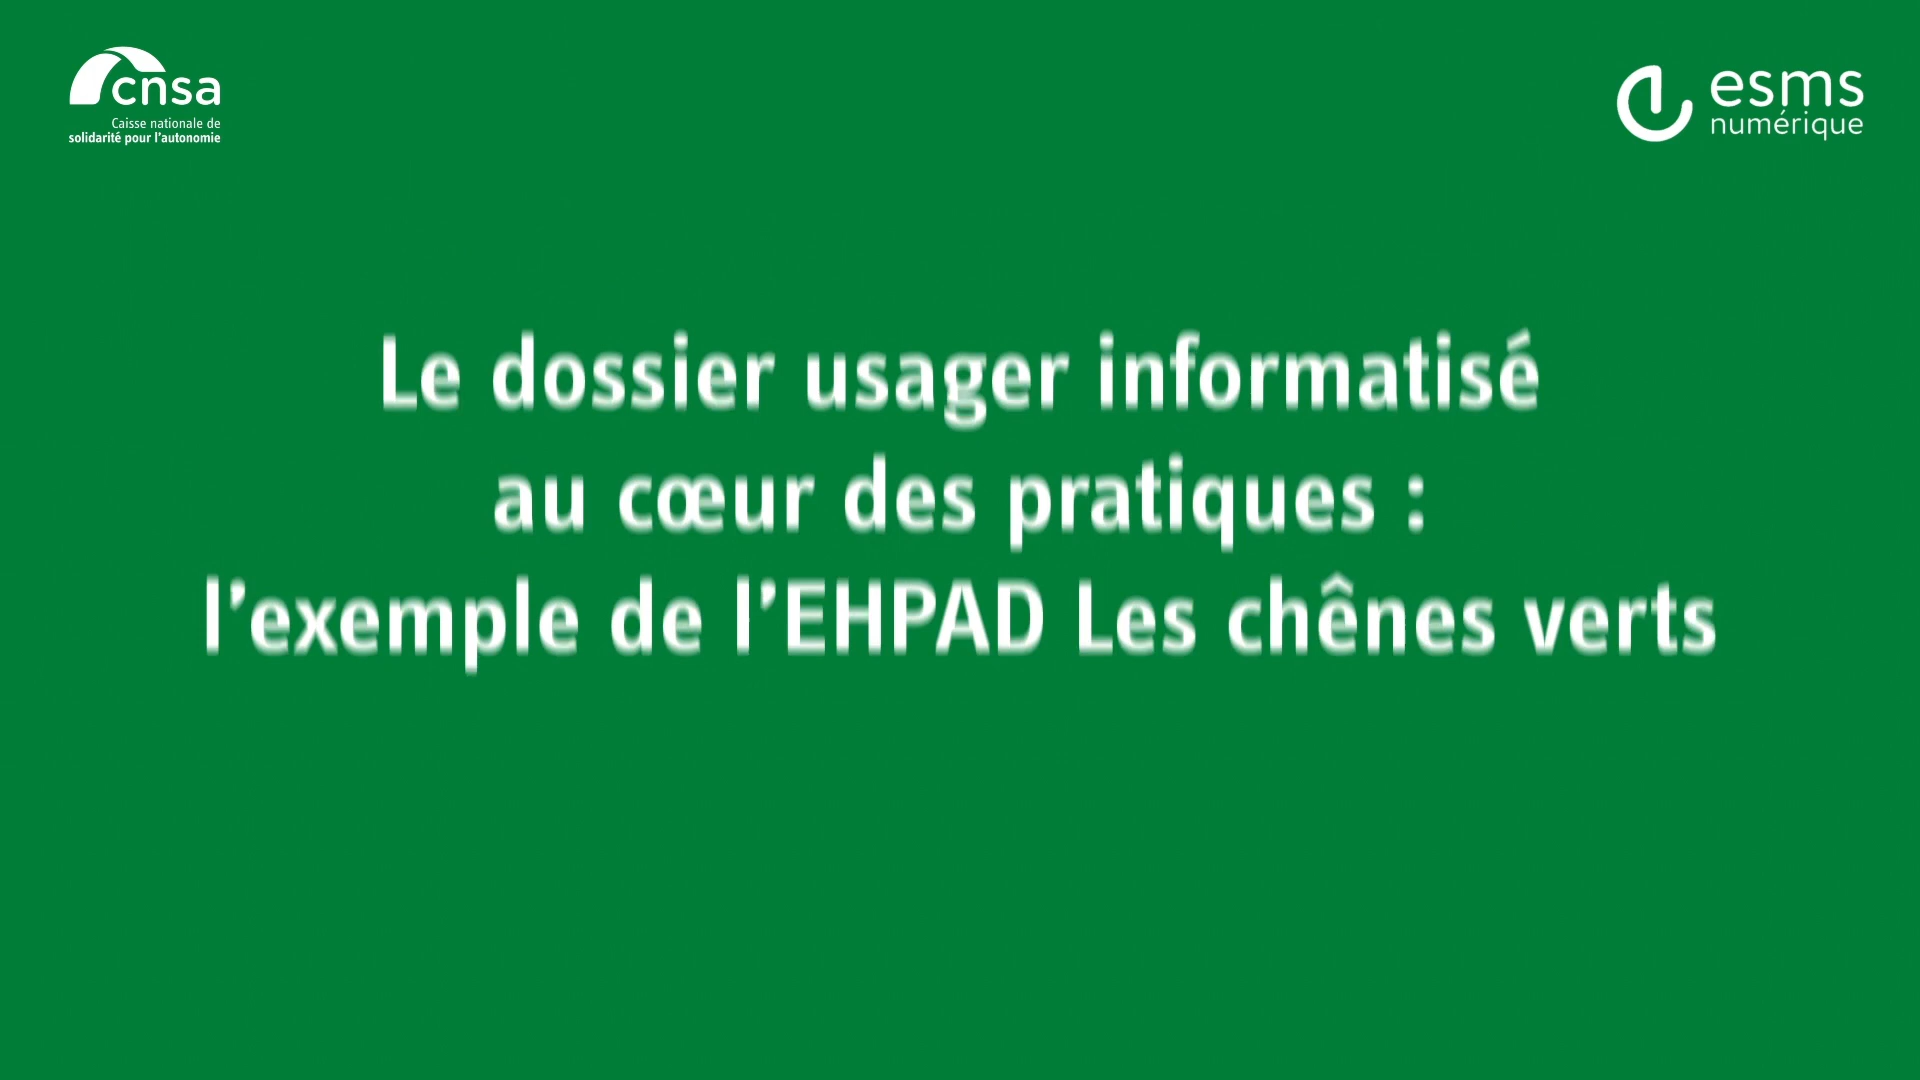 cnsa
Caisse nationale de
solidarité pour l'autonomie
esms
numérique
Le dossier usager informatisé
au cœur des pratiques :
l’exemple de l’EHPAD Les chênes verts